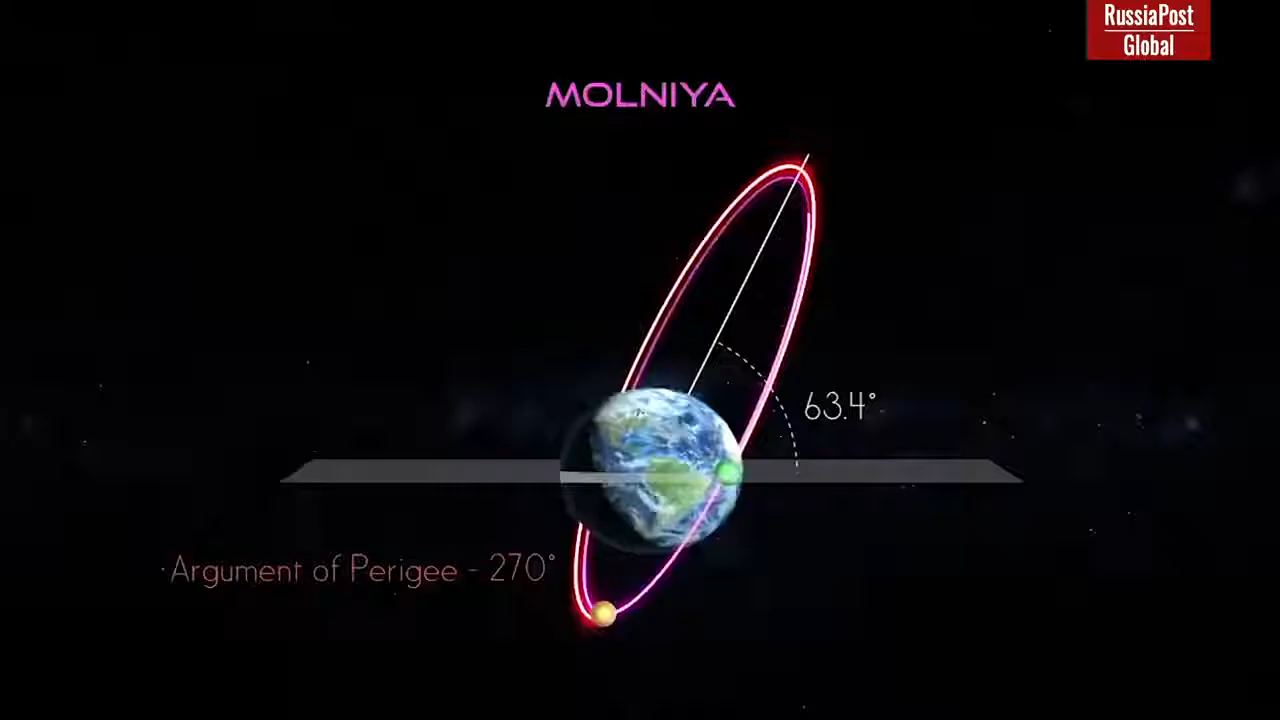 RussiaPost
Global
MOLNIYA
63.4°
Argument of Perigee - 270°